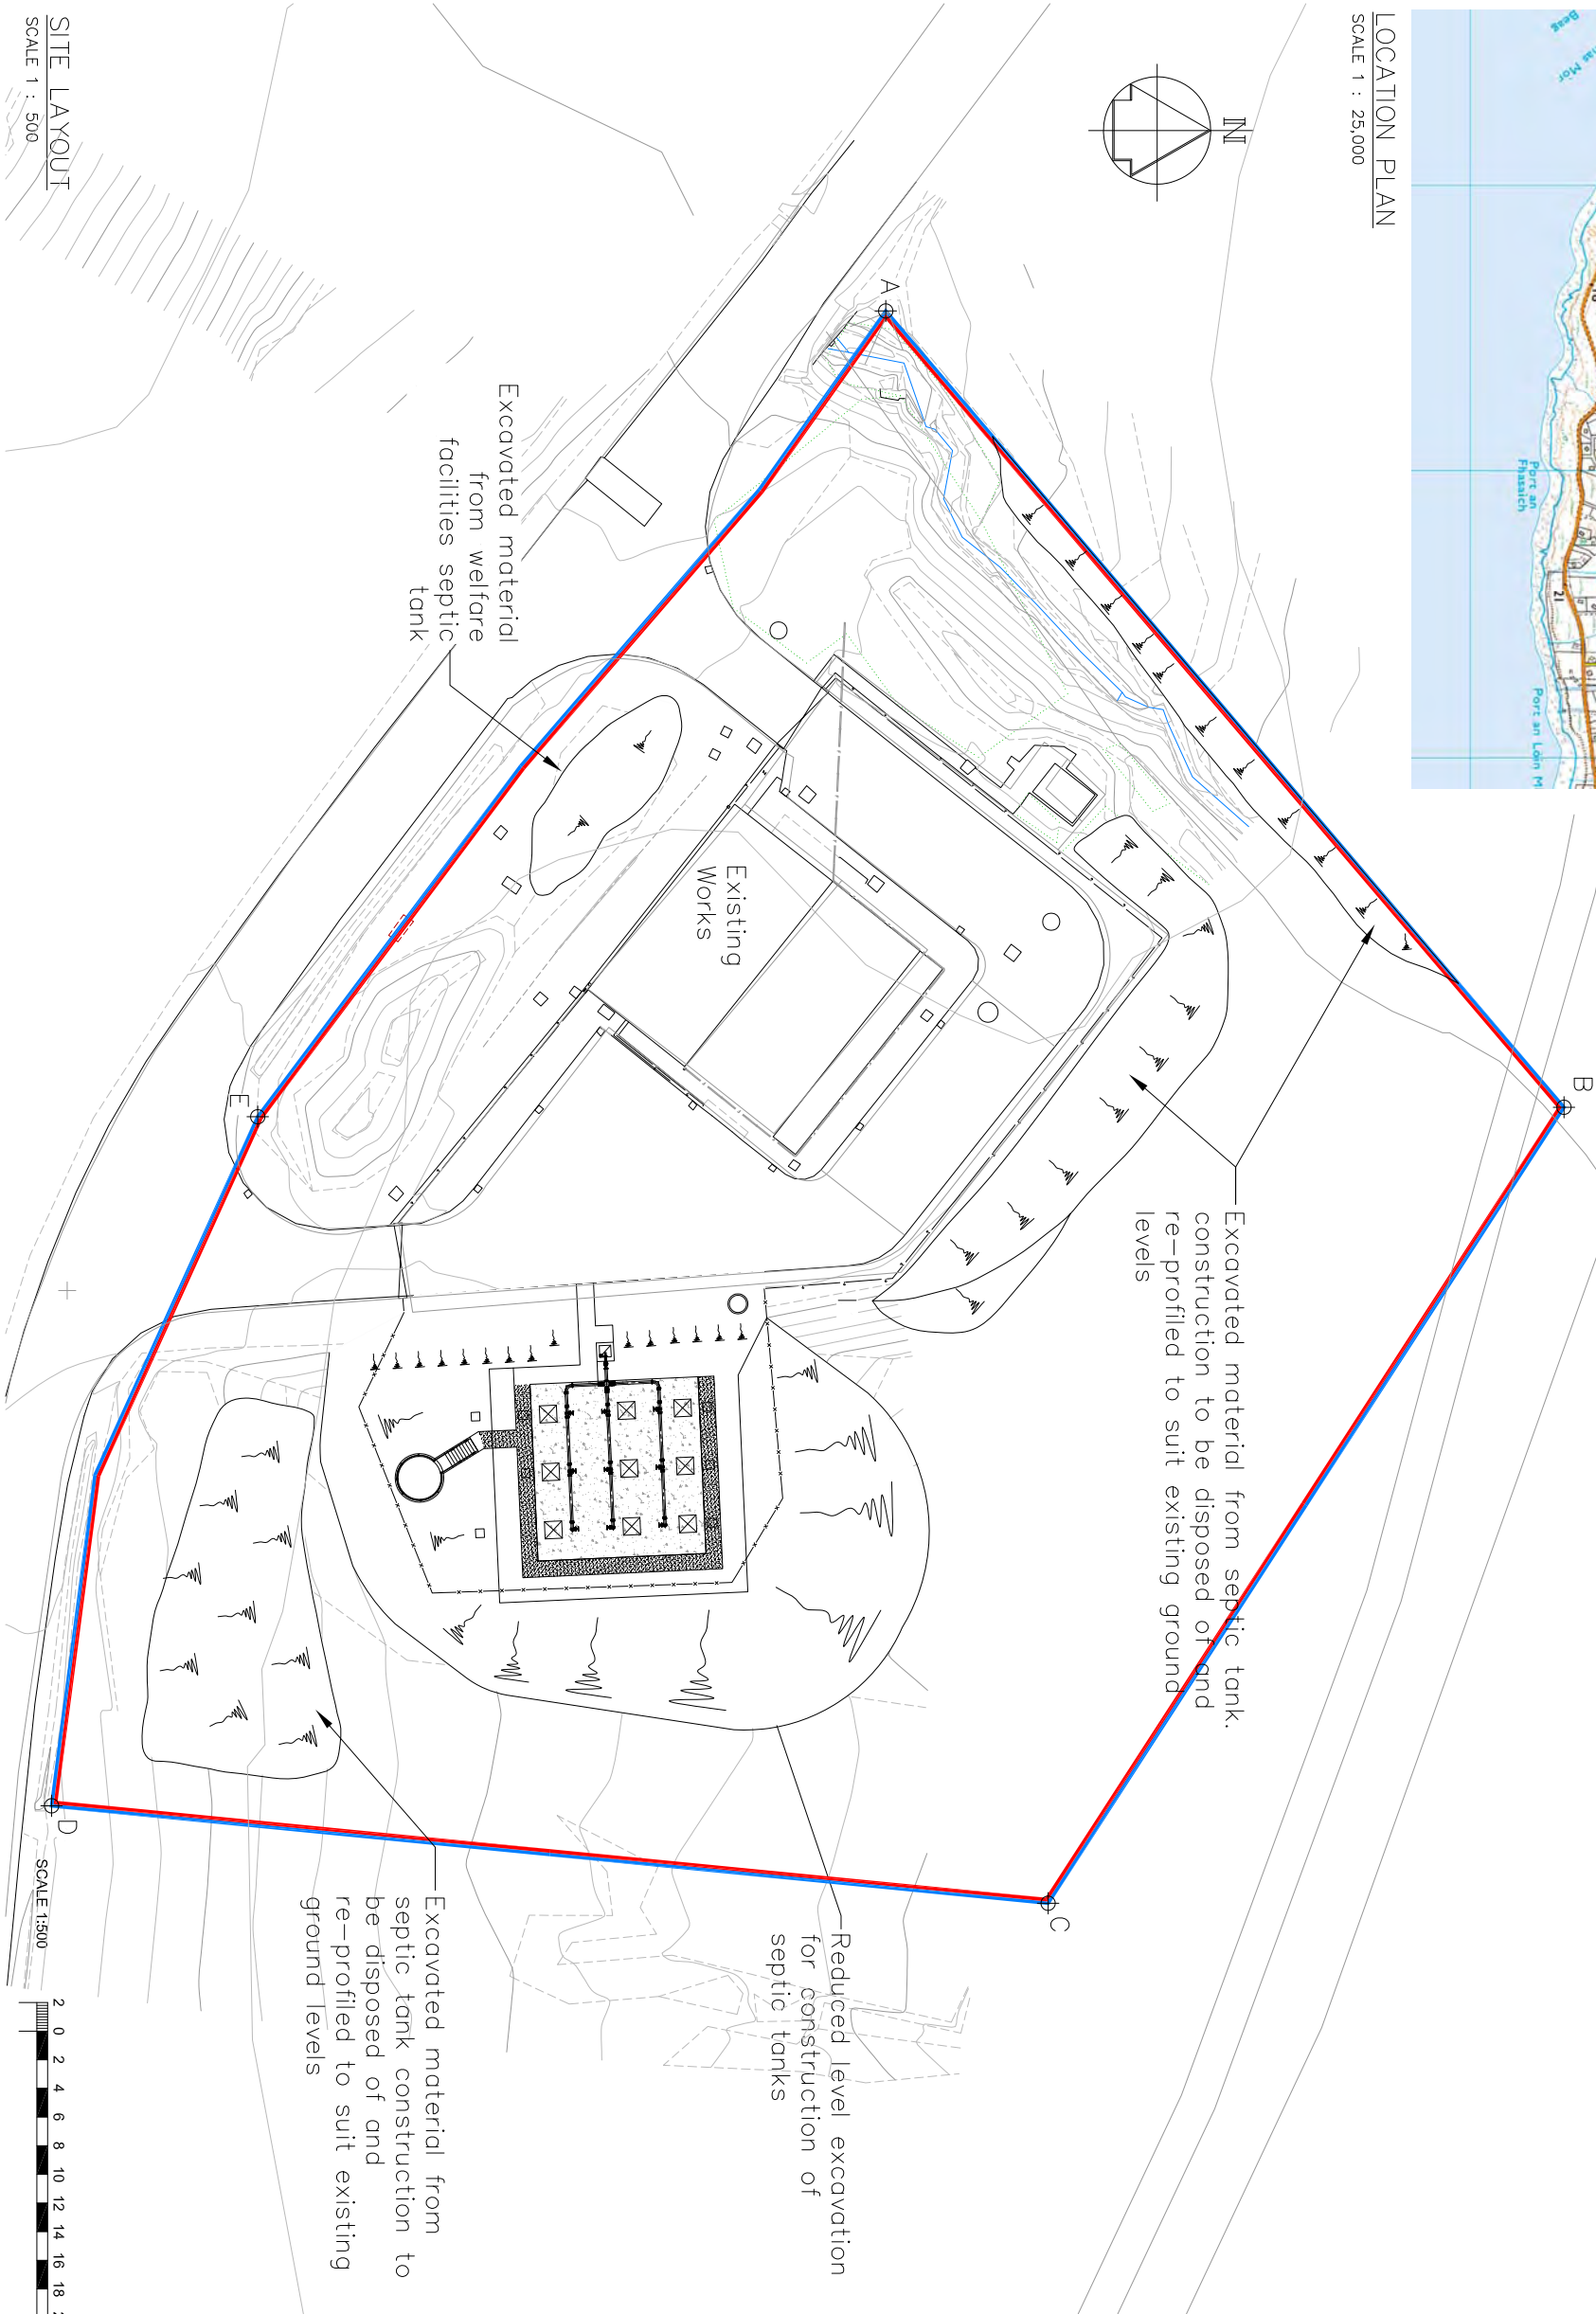 Beag
Mor
Port an
Fhasaich
21
Port an Lòin M
LOCATION PLAN
SCALE 1 : 25,000
N
A
B
C
D
E
Excavated material from septic tank.
construction to be disposed of and
re-profiled to suit existing ground
levels
Existing
Works
Excavated material
from welfare
facilities septic
tank
Reduced level excavation
for construction of
septic tanks
Excavated material from
septic tank construction to
be disposed of and
re-profiled to suit existing
ground levels
SITE LAYOUT
SCALE 1 : 500
SCALE 1:500
2 0 2 4 6 8 10 12 14 16 18